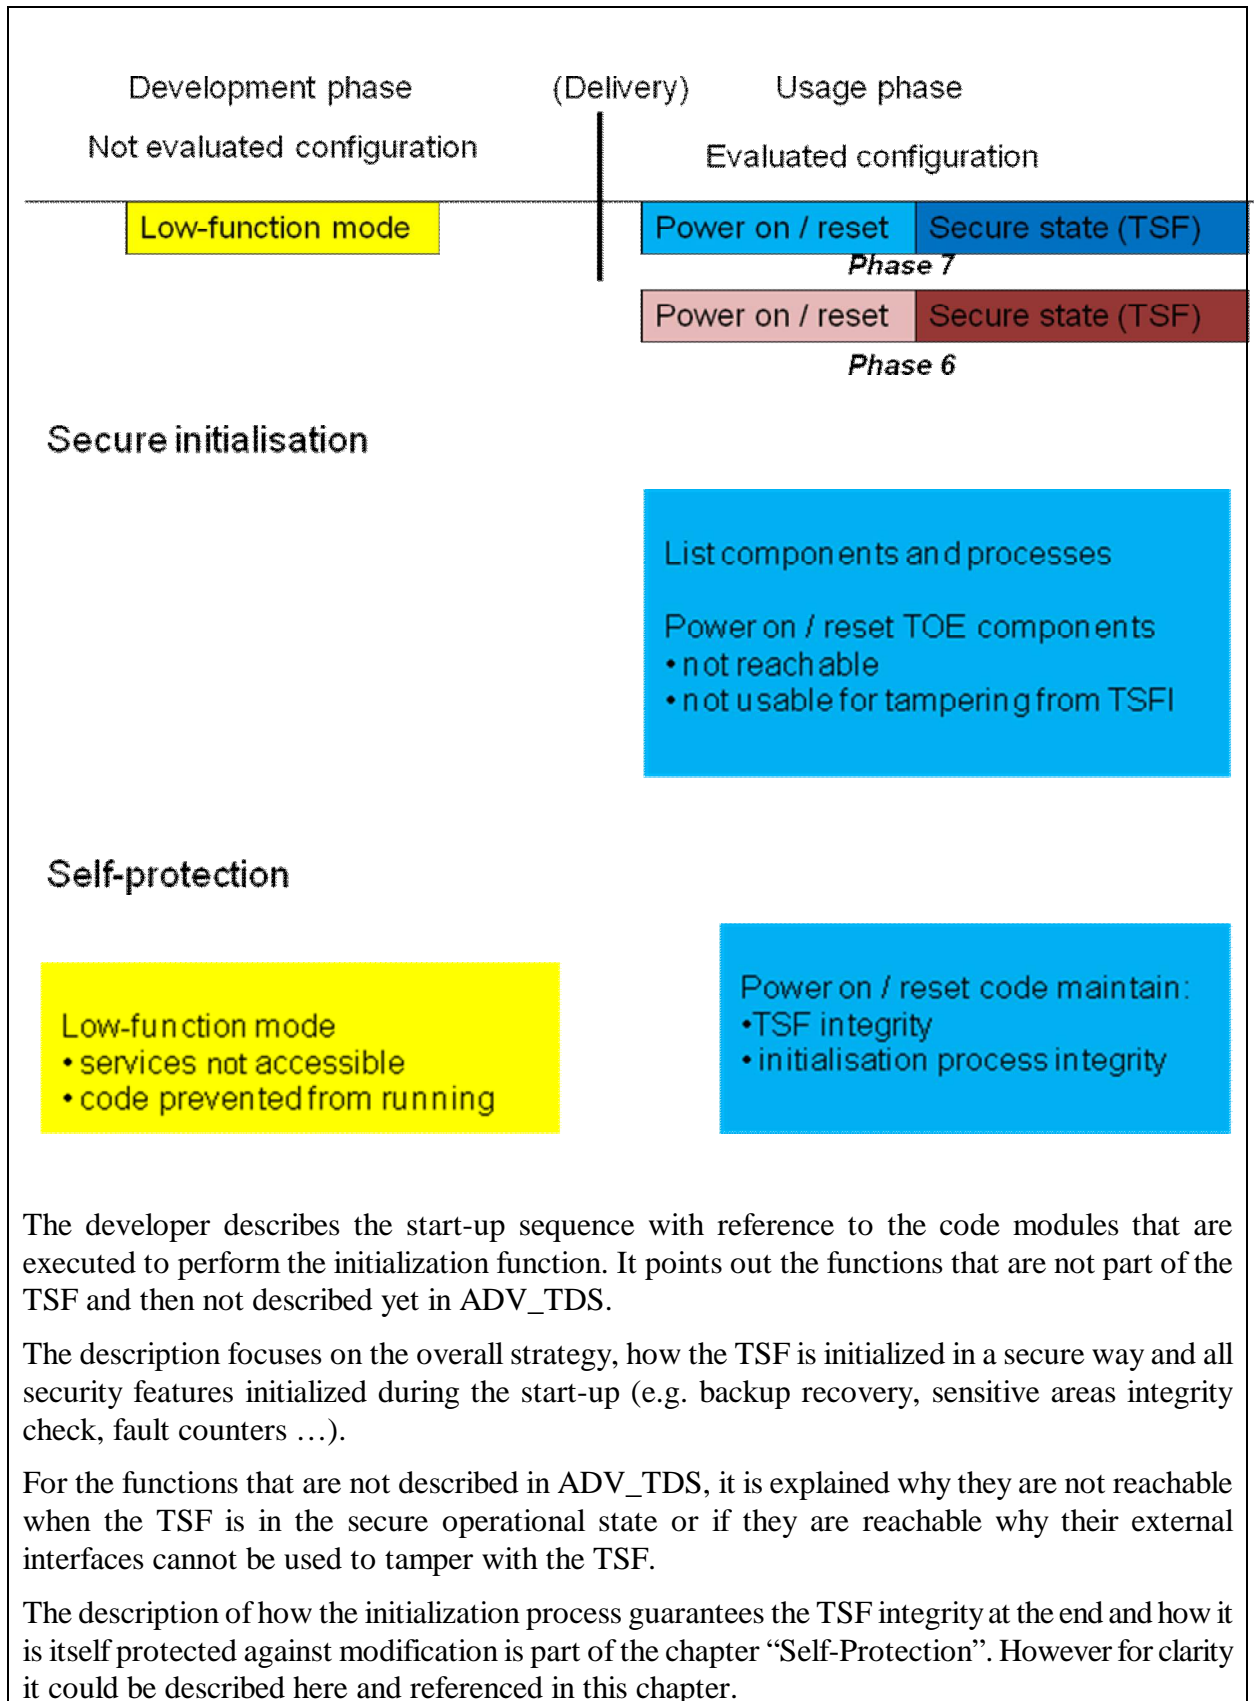 Development phase (Delivery) Usage phase
Not evaluated configuration Evaluated configuration
Low-function mode Power on / reset Secure state (TSF)
Phase 7
Power on / reset Secure state (TSF)
Phase 6
Secure initialisation
List components and processes
Power on / reset TOE components
• not reachable
• not usable for tampering from TSFI
Self-protection
Low-function mode
• services not accessible
• code prevented from running
Power on / reset code maintain:
•TSF integrity
• initialisation process integrity
The developer describes the start-up sequence with reference to the code modules that are
executed to perform the initialization function. It points out the functions that are not part of the
TSF and then not described yet in ADV_TDS.
The description focuses on the overall strategy, how the TSF is initialized in a secure way and all
security features initialized during the start-up (e.g. backup recovery, sensitive areas integrity
check, fault counters …).
For the functions that are not described in ADV_TDS, it is explained why they are not reachable
when the TSF is in the secure operational state or if they are reachable why their external
interfaces cannot be used to tamper with the TSF.
The description of how the initialization process guarantees the TSF integrity at the end and how it
is itself protected against modification is part of the chapter “Self-Protection”. However for clarity
it could be described here and referenced in this chapter.